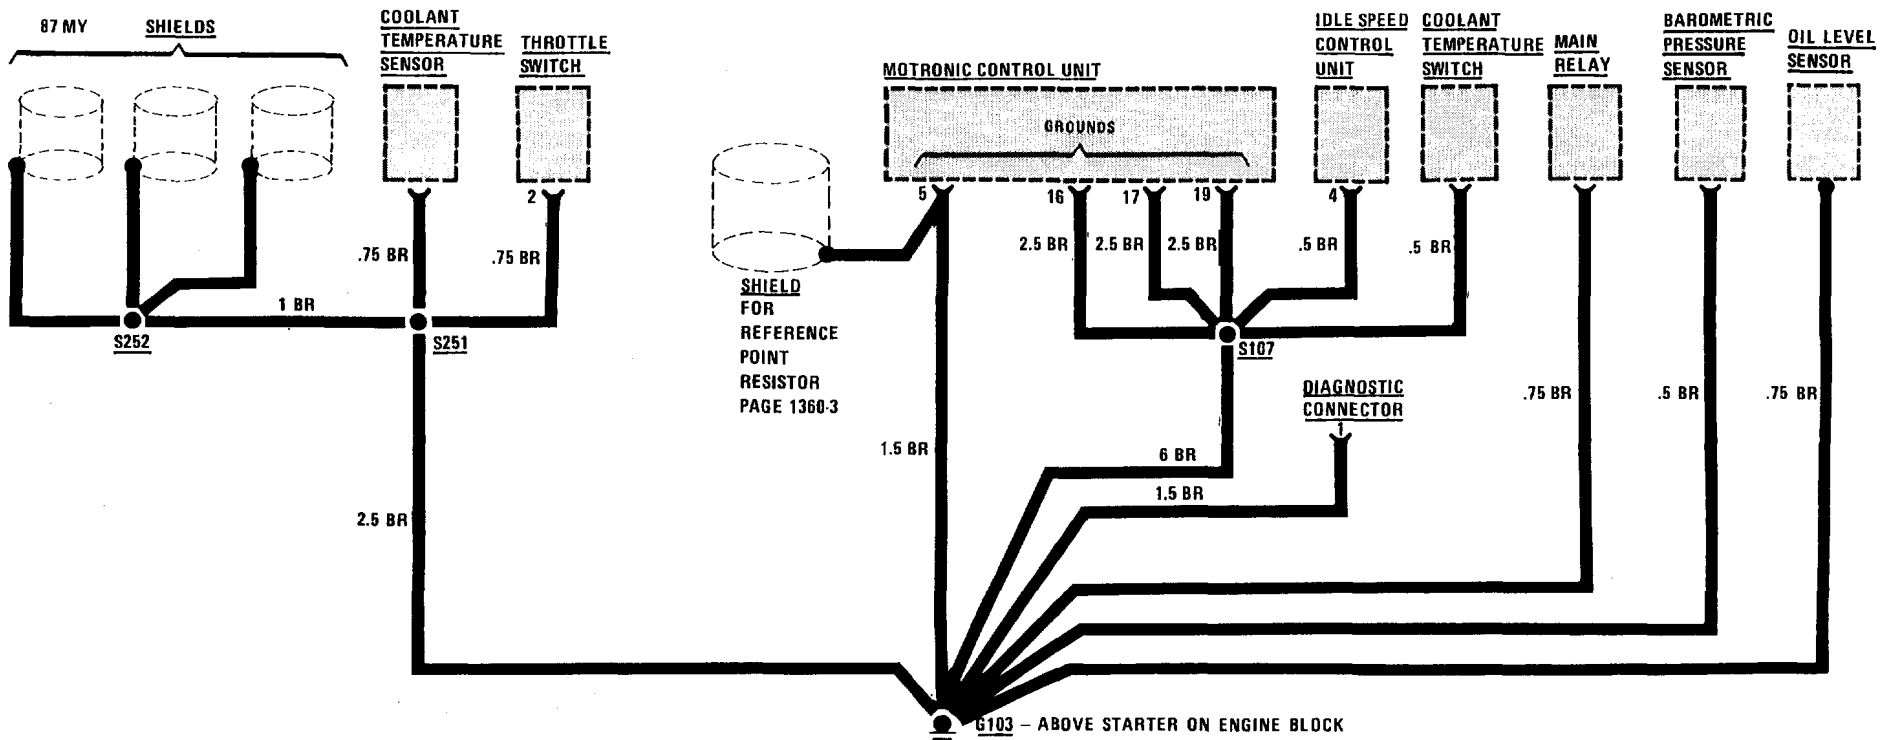 87 MY
SHIELDS
COOLANT
TEMPERATURE
SENSOR
THROTTLE
SWITCH
MOTRONIC CONTROL UNIT
IDLE SPEED
CONTROL
UNIT
COOLANT
TEMPERATURE
SWITCH
MAIN
RELAY
BAROMETRIC
PRESSURE
SENSOR
OIL LEVEL
SENSOR
GROUNDS
2
5
16
17
19
4
.75 BR
.75 BR
2.5 BR
2.5 BR
2.5 BR
.5 BR
.5 BR
1 BR
S252
S251
SHIELD
FOR
REFERENCE
POINT
RESISTOR
PAGE 1360-3
S107
DIAGNOSTIC
CONNECTOR
1
.75 BR
.5 BR
.75 BR
1.5 BR
6 BR
1.5 BR
2.5 BR
G103 – ABOVE STARTER ON ENGINE BLOCK